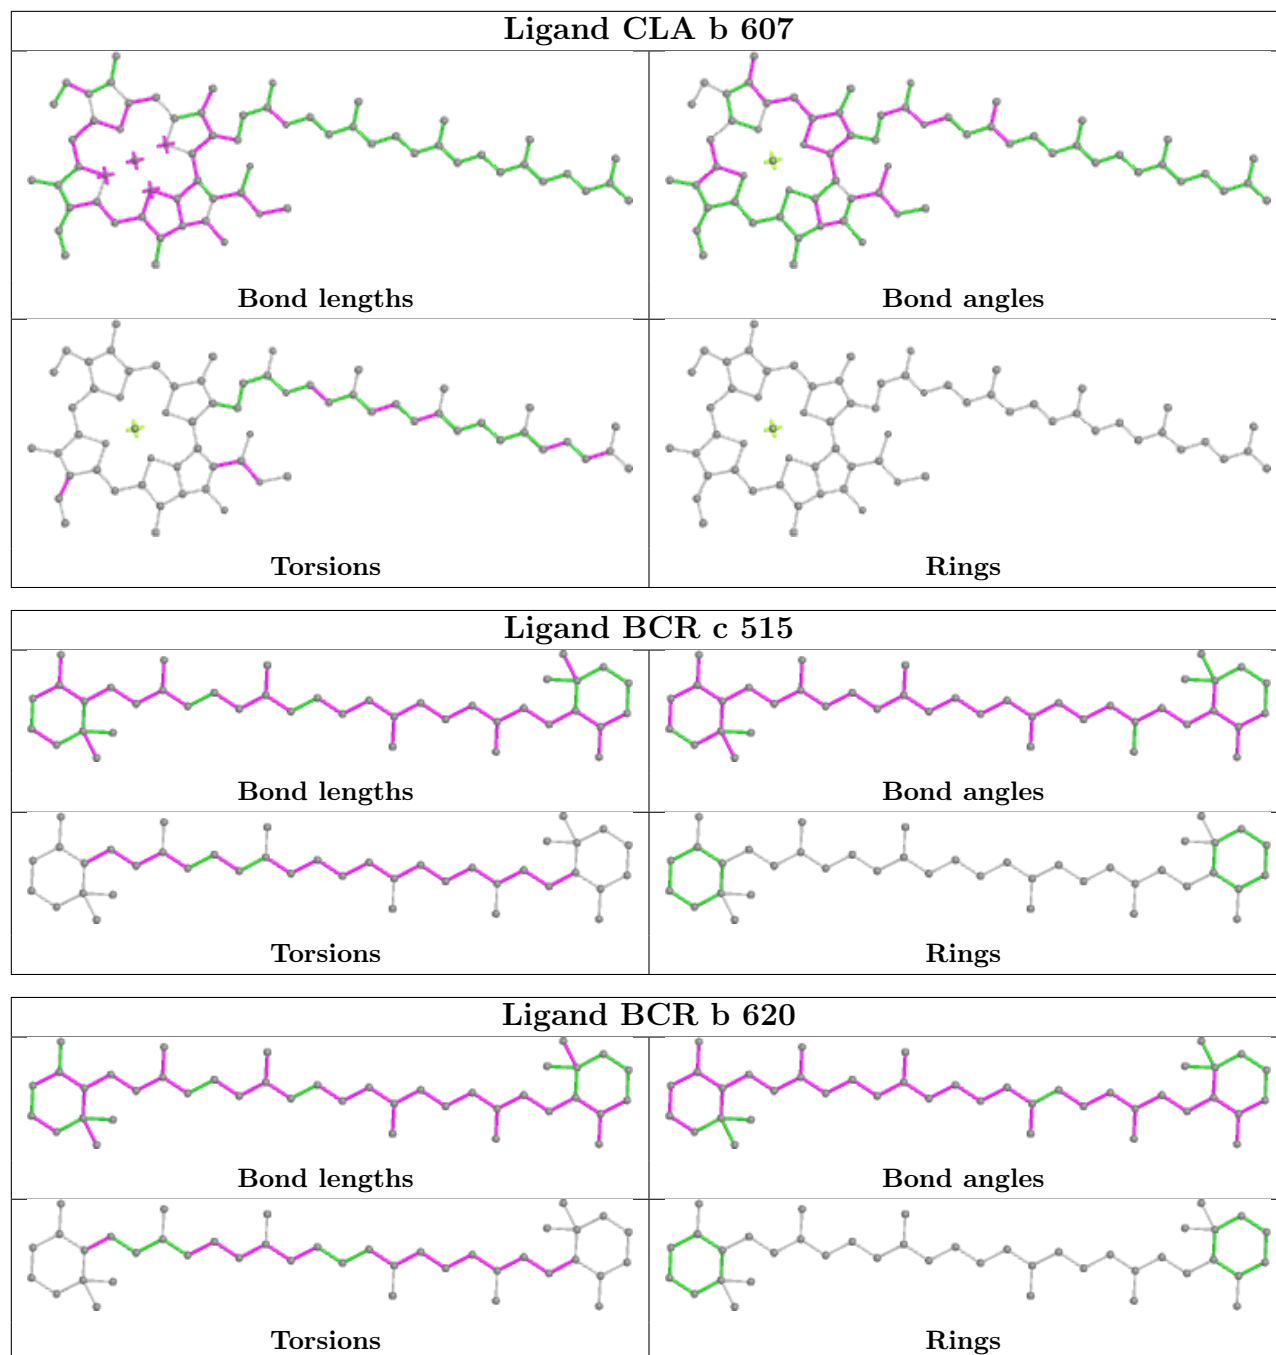 Ligand CLA b 607
Bond lengths
Bond angles
Torsions
Rings
Ligand BCR c 515
Bond lengths
Bond angles
Torsions
Rings
Ligand BCR b 620
Bond lengths
Bond angles
Torsions
Rings